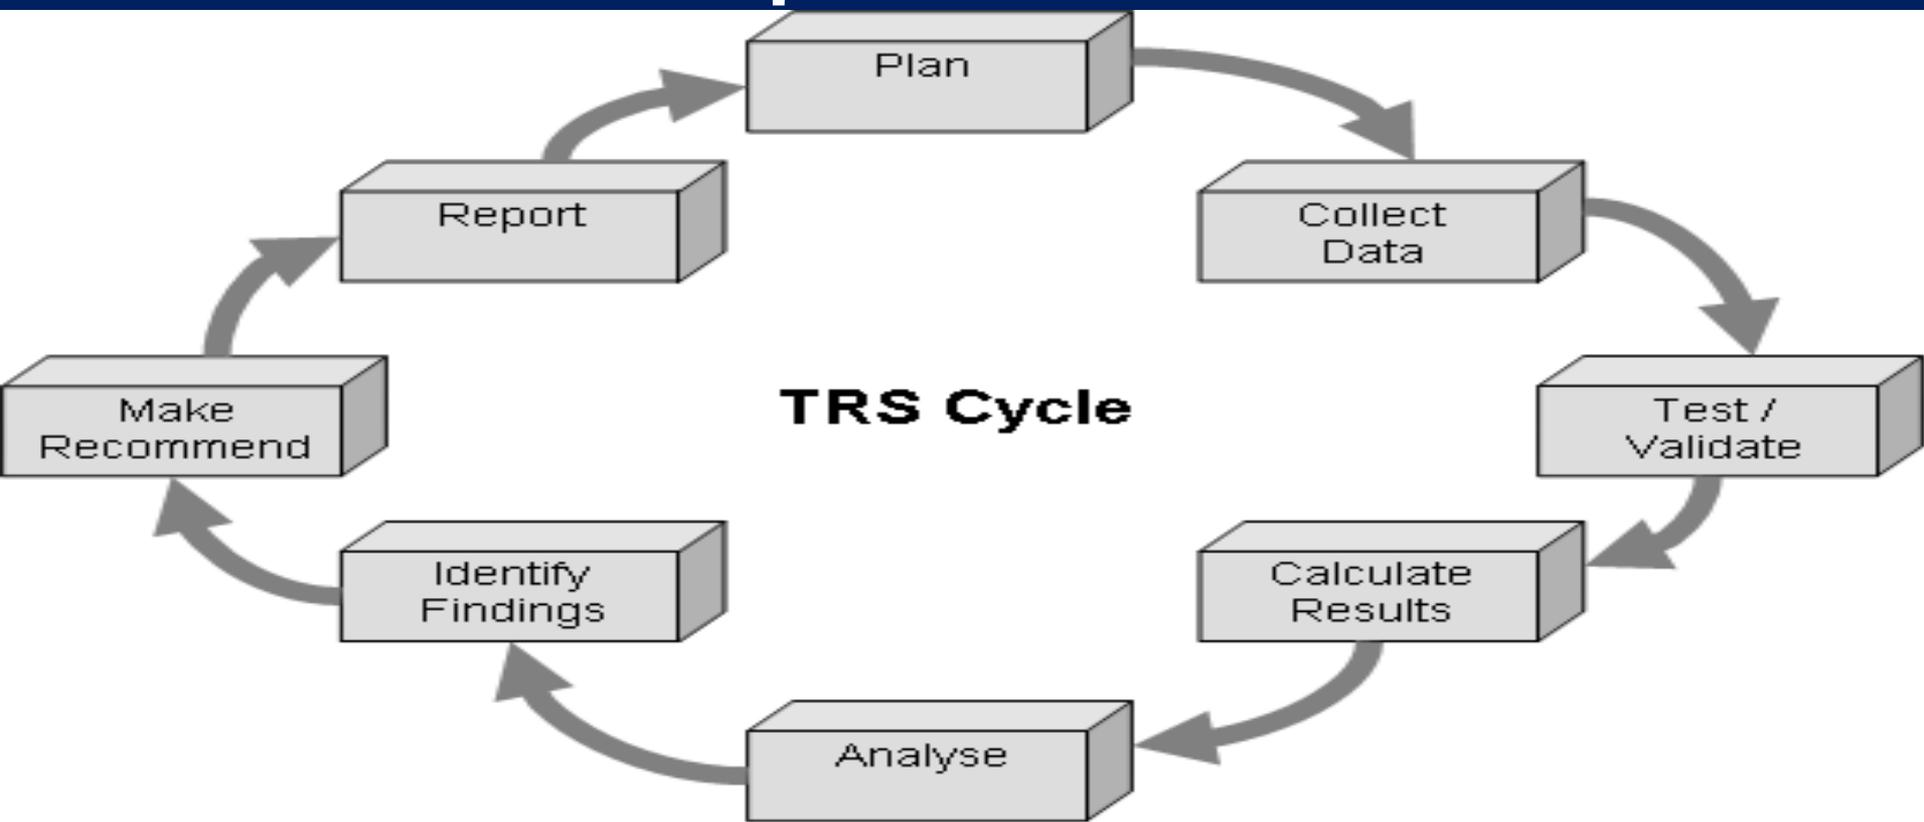 Plan
Report
Collect
Data
TRS Cycle
Make
Recommend
Test /
Validate
Identify
Findings
Calculate
Results
Analyse